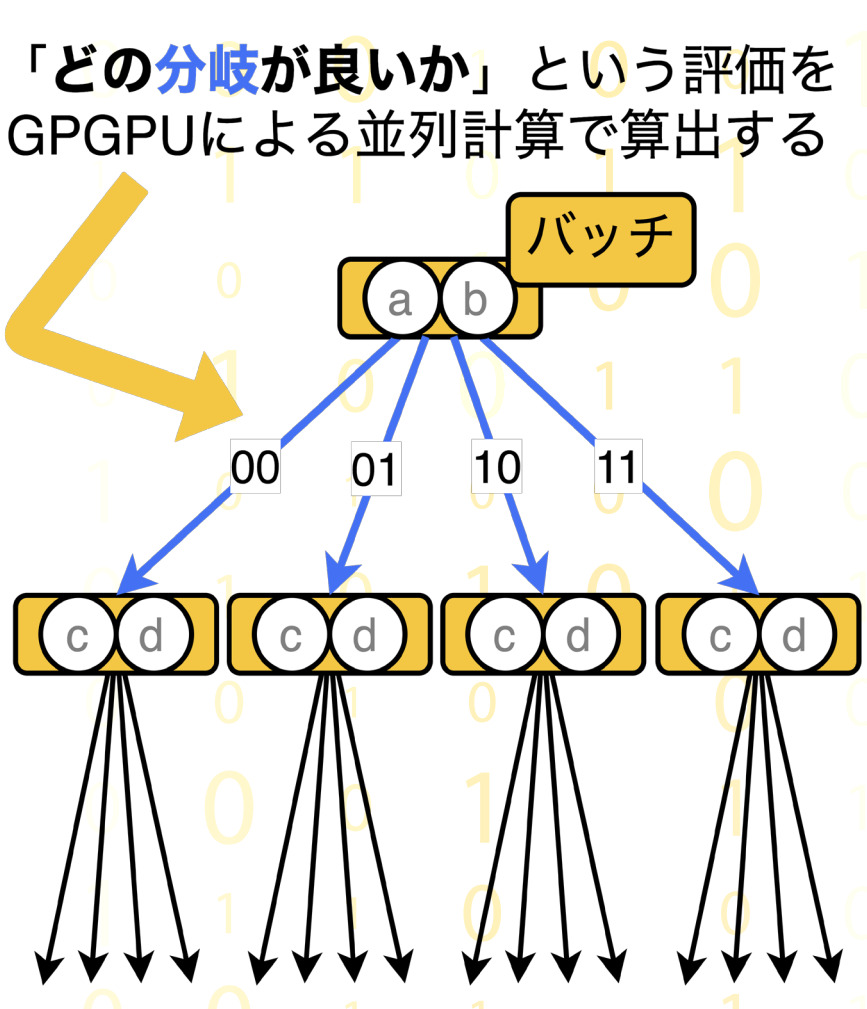 「どの分岐が良いか」という評価を
GPGPUによる並列計算で算出する
バッチ
a b
00 01 10 11
c d c d c d c d